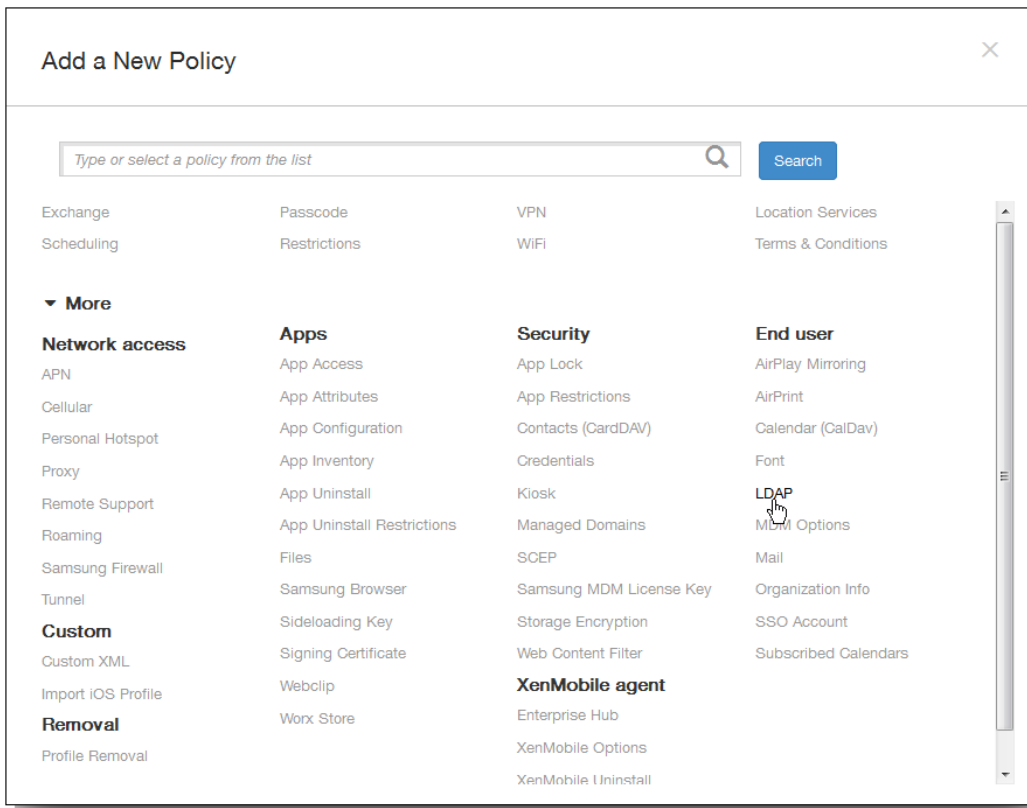 Add a New Policy
Type or select a policy from the list
Search
Exchange
Passcode
VPN
Location Services
Scheduling
Restrictions
WiFi
Terms & Conditions
More
Network access
APN
Cellular
Personal Hotspot
Proxy
Remote Support
Roaming
Samsung Firewall
Tunnel
Custom
Custom XML
Import iOS Profile
Removal
Profile Removal
Apps
App Access
App Attributes
App Configuration
App Inventory
App Uninstall
App Uninstall Restrictions
Files
Samsung Browser
Sideloading Key
Signing Certificate
Webclip
Worx Store
Security
App Lock
App Restrictions
Contacts (CardDAV)
Credentials
Kiosk
Managed Domains
SCEP
Samsung MDM License Key
Storage Encryption
Web Content Filter
XenMobile agent
Enterprise Hub
XenMobile Options
XenMobile Uninstall
End user
AirPlay Mirroring
AirPrint
Calendar (CalDav)
Font
LDAP
MDM Options
Mail
Organization Info
SSO Account
Subscribed Calendars